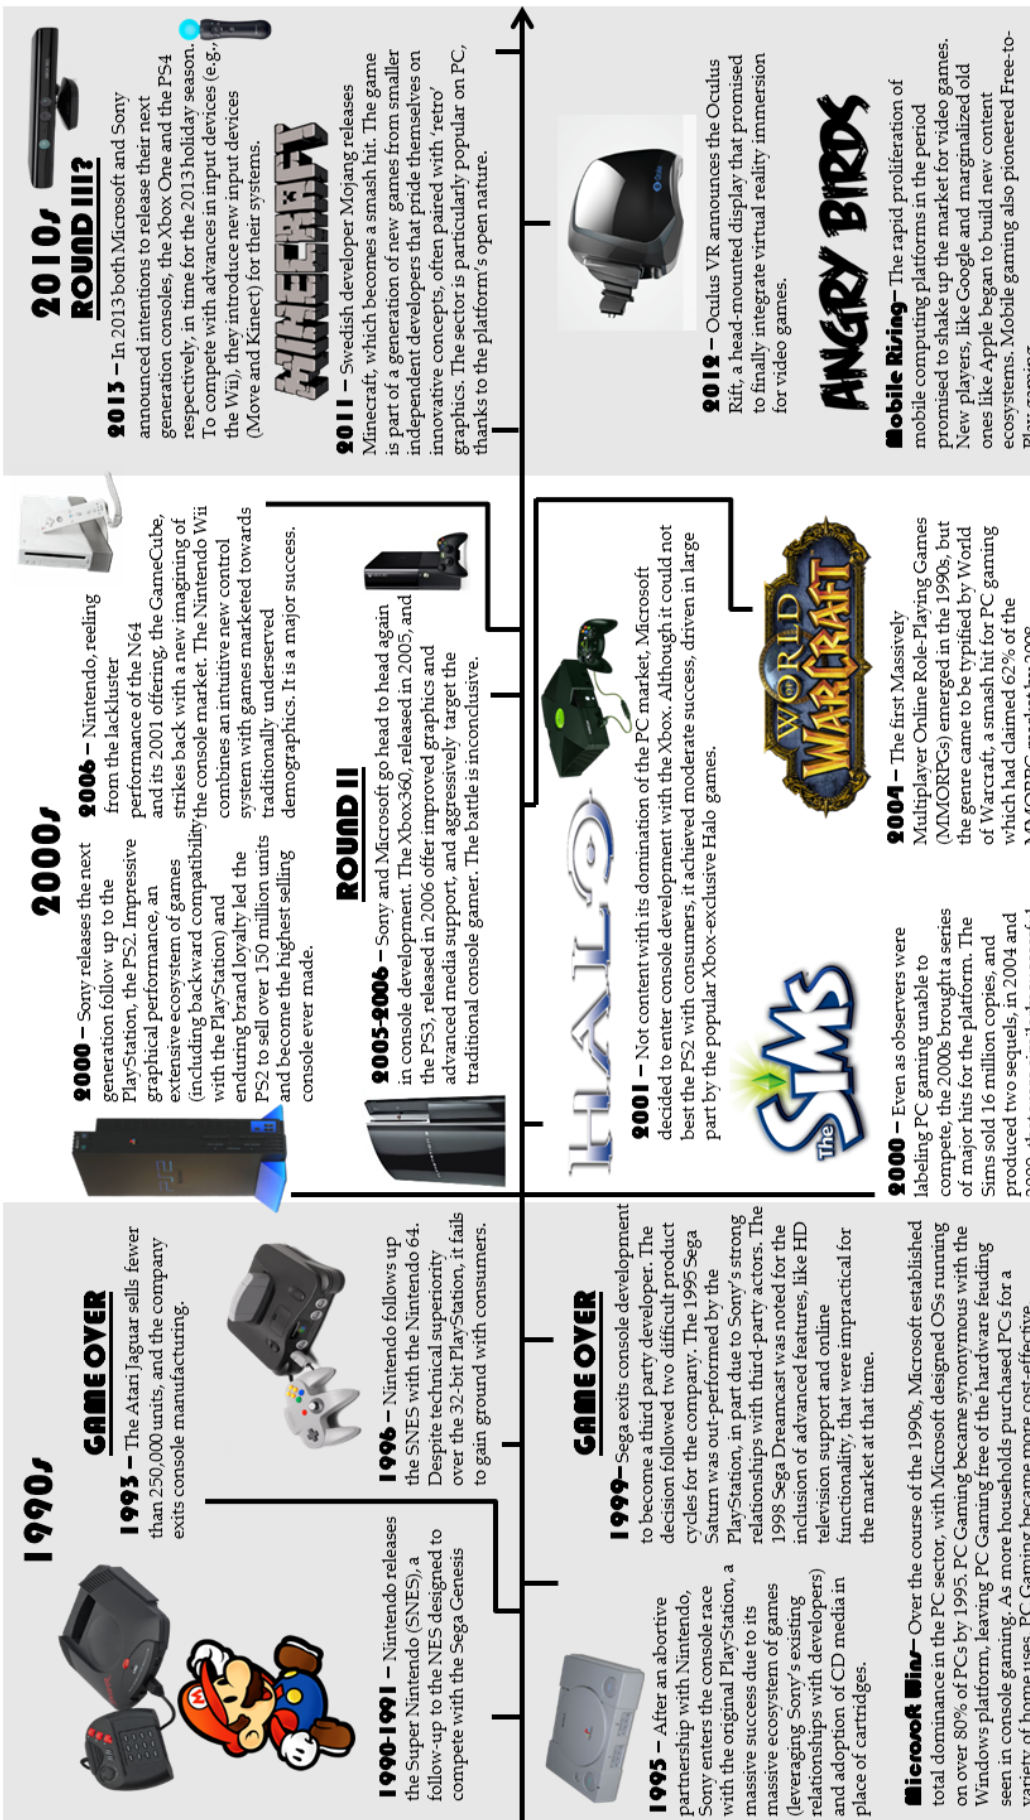 1990s
GAME OVER
1993 – The Atari Jaguar sells fewer
than 250,000 units, and the company
exits console manufacturing.
1990-1991 – Nintendo releases
the Super Nintendo (SNES), a
follow-up to the NES designed to
compete with the Sega Genesis
1996 – Nintendo follows up
the SNES with the Nintendo 64.
Despite technical superiority
over the 32-bit PlayStation, it fails
to gain ground with consumers.
1995 – After an abortive
partnership with Nintendo,
Sony enters the console race
with the original PlayStation, a
massive success due to its
massive ecosystem of games
(leveraging Sony's existing
relationships with developers)
and adoption of CD media in
place of cartridges.
GAME OVER
1999– Sega exits console development
to become a third party developer. The
decision followed two difficult product
cycles for the company. The 1995 Sega
Saturn was out-performed by the
PlayStation, in part due to Sony's strong
relationships with third-party actors. The
1998 Sega Dreamcast was noted for the
inclusion of advanced features, like HD
television support and online
functionality, that were impractical for
the market at that time.
Microsoft Wins– Over the course of the 1990s, Microsoft established
total dominance in the PC sector, with Microsoft designed OSs running
on over 80% of PCs by 1995. PC Gaming became synonymous with the
Windows platform, leaving PC Gaming free of the hardware feuding
seen in console gaming. As more households purchased PCs for a
variety of home uses, PC Gaming became more cost-effective
2000s
2000 – Sony releases the next
generation follow up to the
PlayStation, the PS2. Impressive
graphical performance, an
extensive ecosystem of games
(including backward compatibility
with the PlayStation) and
enduring brand loyalty led the
PS2 to sell over 150 million units
and become the highest selling
console ever made.
2006 – Nintendo, reeling
from the lackluster
performance of the N64
and its 2001 offering, the GameCube,
strikes back with a new imagining of
the console market. The Nintendo Wii
combines an intuitive new control
system with games marketed towards
traditionally underserved
demographics. It is a major success.
ROUND II
2005-2006 – Sony and Microsoft go head to head again
in console development. The Xbox360, released in 2005, and
the PS3, released in 2006 offer improved graphics and
advanced media support, and aggressively target the
traditional console gamer. The battle is inconclusive.
HALO
2001 – Not content with its domination of the PC market, Microsoft
decided to enter console development with the Xbox. Although it could not
best the PS2 with consumers, it achieved moderate success, driven in large
part by the popular Xbox-exclusive Halo games.
The SIMS
2000 – Even as observers were
labeling PC gaming unable to
compete, the 2000s brought a series
of major hits for the platform. The
Sims sold 16 million copies, and
produced two sequels, in 2004 and
WORLD OF WARCRAFT
2004 – The first Massively
Multiplayer Online Role-Playing Games
(MMORPGs) emerged in the 1990s, but
the genre came to be typified by World
of Warcraft, a smash hit for PC gaming
which had claimed 62% of the
2010s
ROUND III?
2013 – In 2013 both Microsoft and Sony
announced intentions to release their next
generation consoles, the Xbox One and the PS4
respectively, in time for the 2013 holiday season.
To compete with advances in input devices (e.g.,
the Wii), they introduce new input devices
(Move and Kinect) for their systems.
MINECRAFT
2011 – Swedish developer Mojang releases
Minecraft, which becomes a smash hit. The game
is part of a generation of new games from smaller
independent developers that pride themselves on
innovative concepts, often paired with 'retro'
graphics. The sector is particularly popular on PC,
thanks to the platform's open nature.
2012 – Oculus VR announces the Oculus
Rift, a head-mounted display that promised
to finally integrate virtual reality immersion
for video games.
ANGRY BIRDS
Mobile Rising– The rapid proliferation of
mobile computing platforms in the period
promised to shake up the market for video games.
New players, like Google and marginalized old
ones like Apple began to build new content
ecosystems. Mobile gaming also pioneered Free-to-